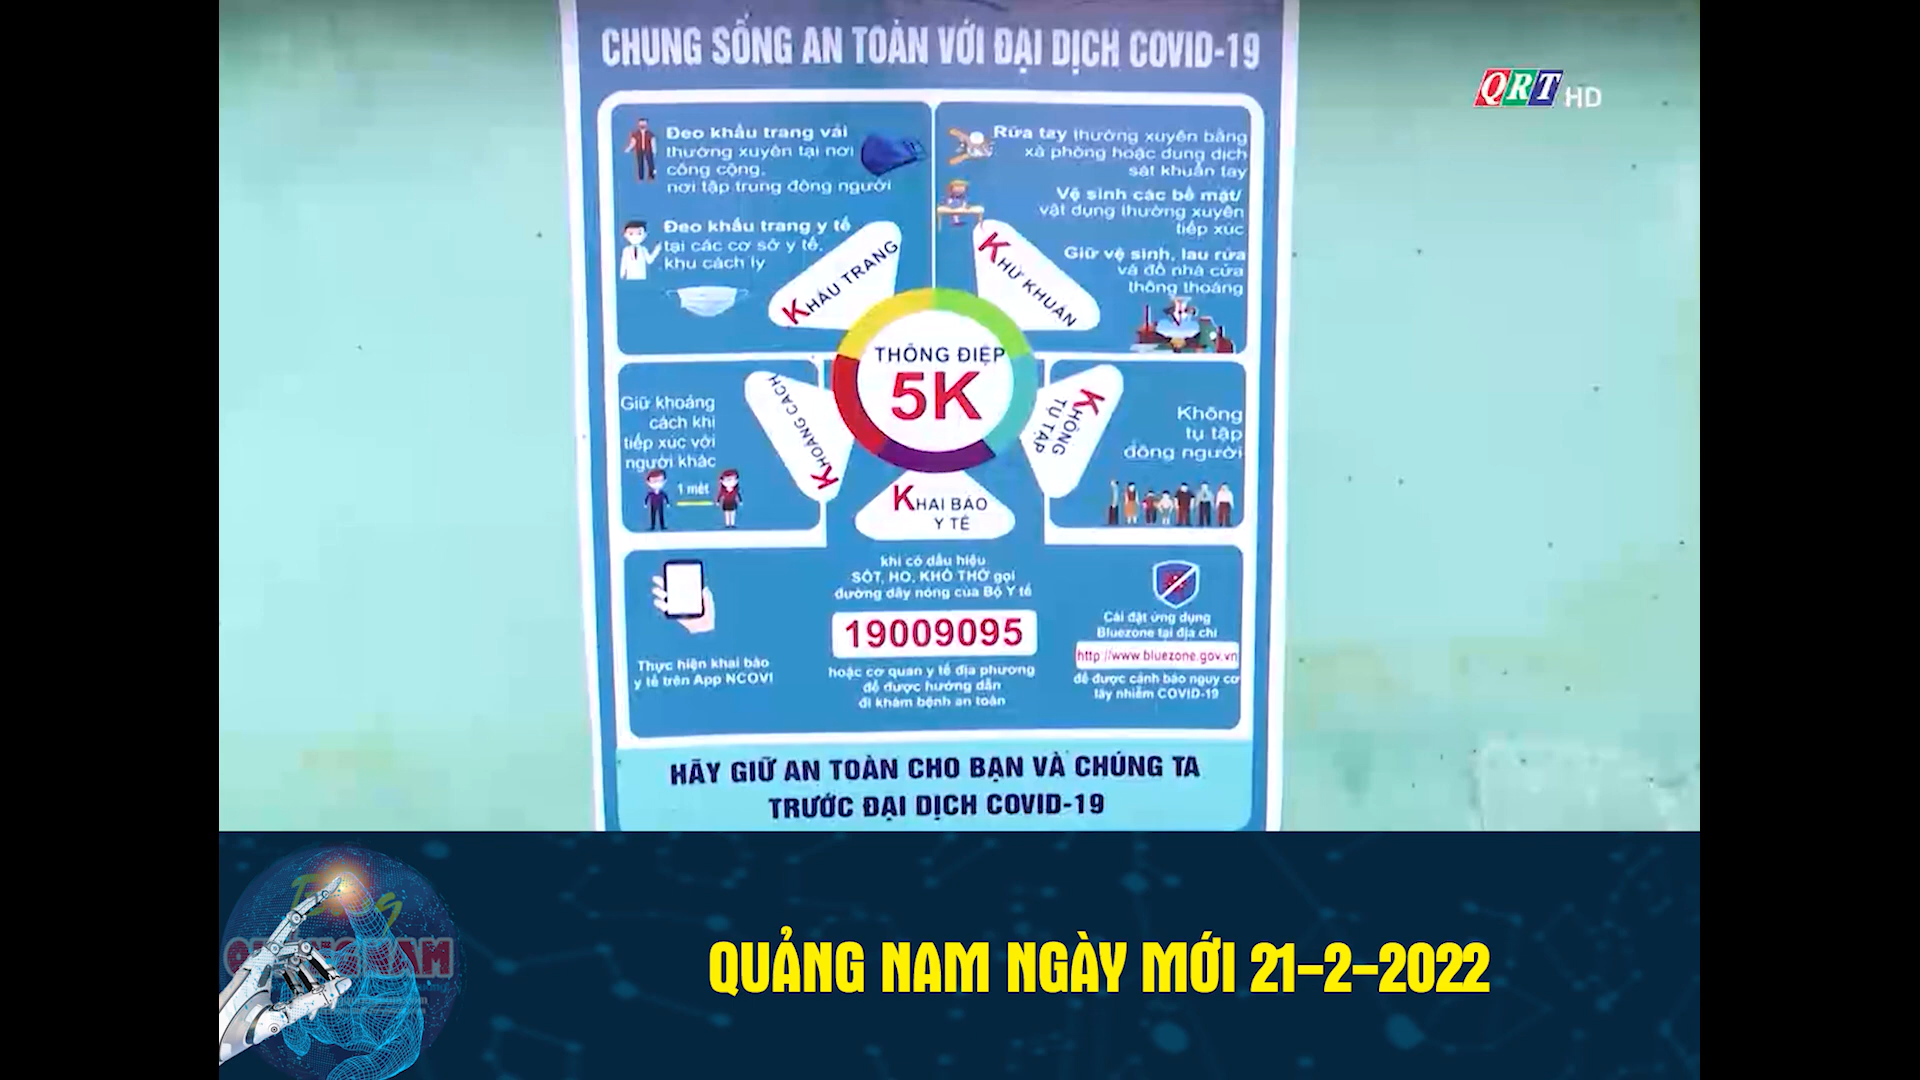 CHUNG SỐNG AN TOÀN VỚI ĐẠI DỊCH COVID-19
QRT HD
Đeo khẩu trang vải
thường xuyên tại nơi
công cộng,
nơi tập trung đông người
Đeo khẩu trang y tế
tại các cơ sở y tế,
khu cách ly
Rửa tay thường xuyên bằng
xà phòng hoặc dung dịch
sát khuẩn tay
Vệ sinh các bề mặt/
vật dụng thường xuyên
tiếp xúc
Giữ vệ sinh, lau rửa
và để nhà cửa
thông thoáng
KHẨU TRANG
KHỬ KHUẨN
THÔNG ĐIỆP
5K
KHOẢNG CÁCH
KHÔNG
TỤ TẬP
KHAI BÁO
Y TẾ
Giữ khoảng
cách khi
tiếp xúc với
người khác
1 mét
Không
tụ tập
đông người
Thực hiện khai báo
y tế trên App NCOVI
khi có dấu hiệu
SỐT, HO, KHÓ THỞ gọi
đường dây nóng của Bộ Y tế
19009095
hoặc cơ quan y tế địa phương
để được hướng dẫn
đi khám bệnh an toàn
Cài đặt ứng dụng
Bluezone tại địa chỉ
http://www.bluezone.gov.vn
để được cảnh báo nguy cơ
lây nhiễm COVID-19
HÃY GIỮ AN TOÀN CHO BẠN VÀ CHÚNG TA
TRƯỚC ĐẠI DỊCH COVID-19
QUẢNG NAM NGÀY MỚI 21-2-2022